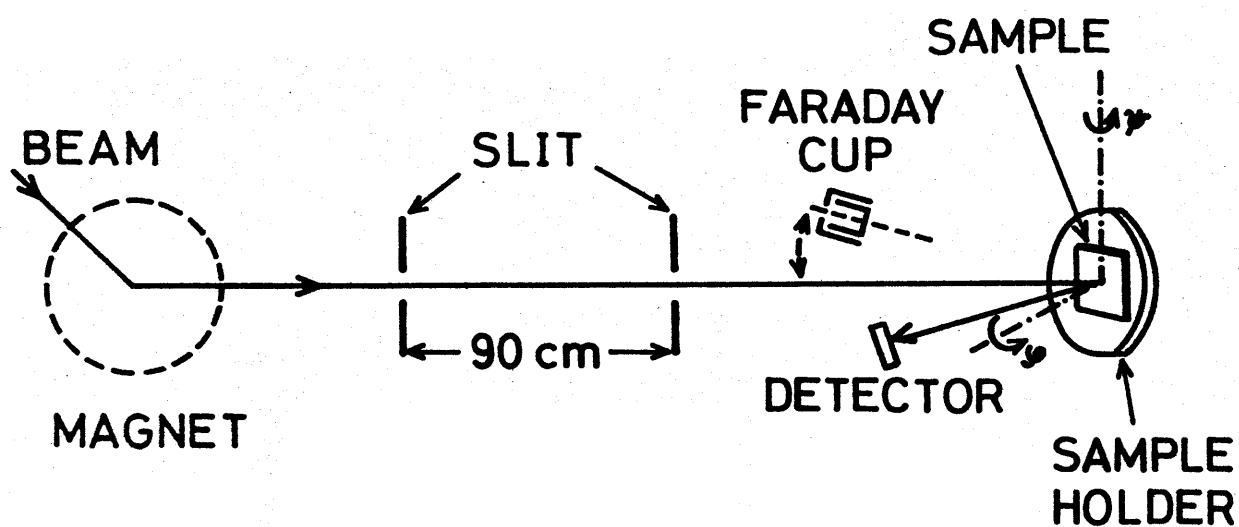 SAMPLE
FARADAY
CUP
ψ
BEAM
SLIT
90 cm
φ
DETECTOR
MAGNET
SAMPLE
HOLDER